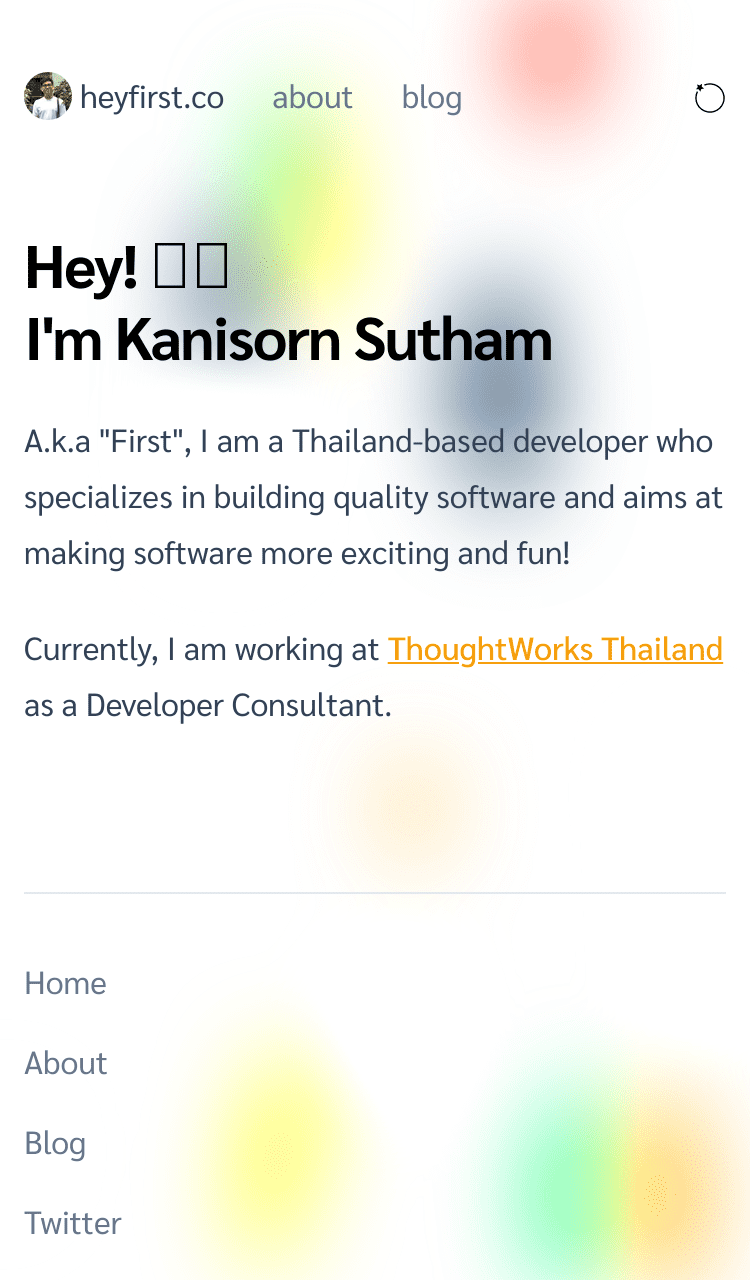 heyfirst.co about blog
Hey!
I'm Kanisorn Sutham
A.k.a "First", I am a Thailand-based developer who
specializes in building quality software and aims at
making software more exciting and fun!
Currently, I am working at ThoughtWorks Thailand
as a Developer Consultant.
Home
About
Blog
Twitter